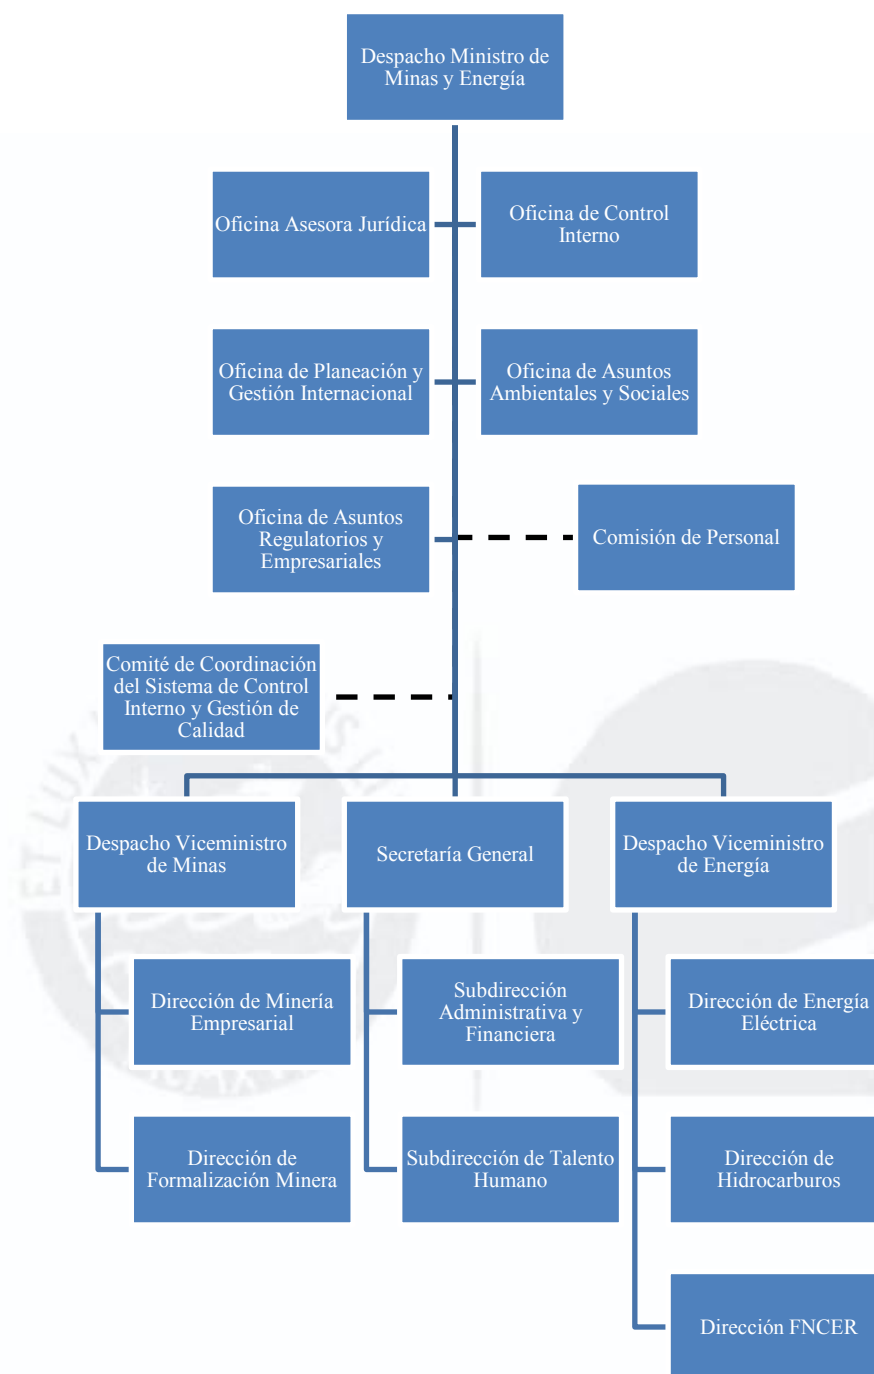 Despacho Ministro de
Minas y Energía
Oficina Asesora Jurídica
Oficina de Control
Interno
Oficina de Planeación y
Gestión Internacional
Oficina de Asuntos
Ambientales y Sociales
Oficina de Asuntos
Regulatorios y
Empresariales
Comisión de Personal
Comité de Coordinación
del Sistema de Control
Interno y Gestión de
Calidad
Despacho Viceministro
de Minas
Secretaría General
Despacho Viceministro
de Energía
Dirección de Minería
Empresarial
Subdirección
Administrativa y
Financiera
Dirección de Energía
Eléctrica
Dirección de
Formalización Minera
Subdirección de Talento
Humano
Dirección de
Hidrocarburos
Dirección FNCER
ET LUX